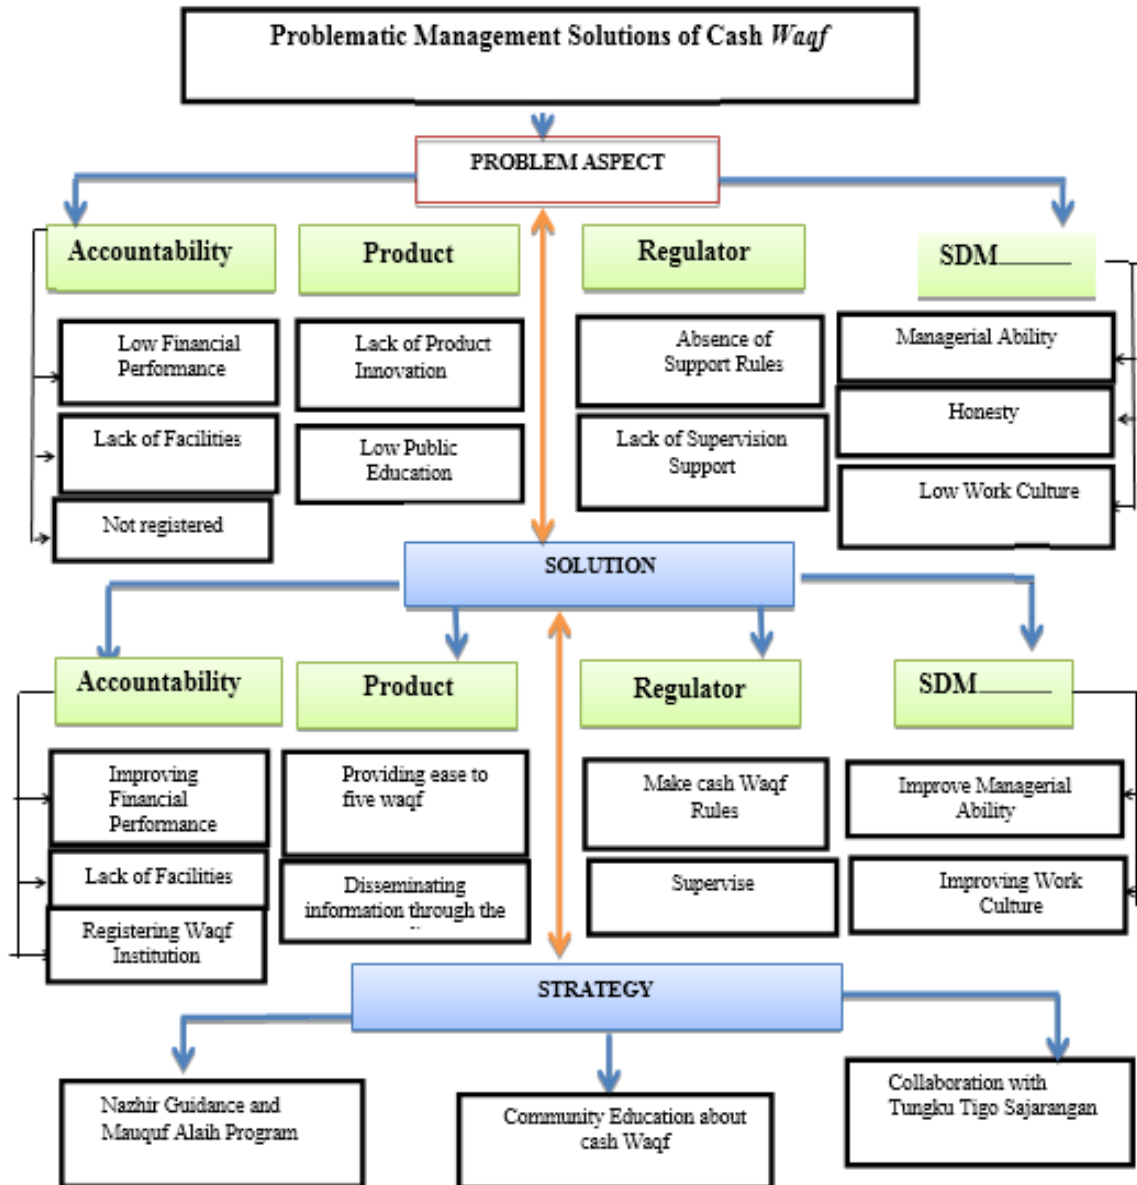 Problematic Management Solutions of Cash Waqf
PROBLEM ASPECT
Accountability
Product
Regulator
SDM
Low Financial
Performance
Lack of Product
Innovation
Absence of
Support Rules
Managerial Ability
Lack of Facilities
Low Public
Education
Lack of Supervision
Support
Honesty
Not registered
Low Work Culture
SOLUTION
Accountability
Product
Regulator
SDM
Improving
Financial
Performance
Providing ease to
five waqf
Make cash Waqf
Rules
Improve Managerial
Ability
Lack of Facilities
Disseminating
information through the
Supervise
Improving Work
Culture
Registering Waqf
Institution
STRATEGY
Nazhir Guidance and
Mauquf Alaih Program
Community Education about
cash Waqf
Collaboration with
Tungku Tigo Sajarangan